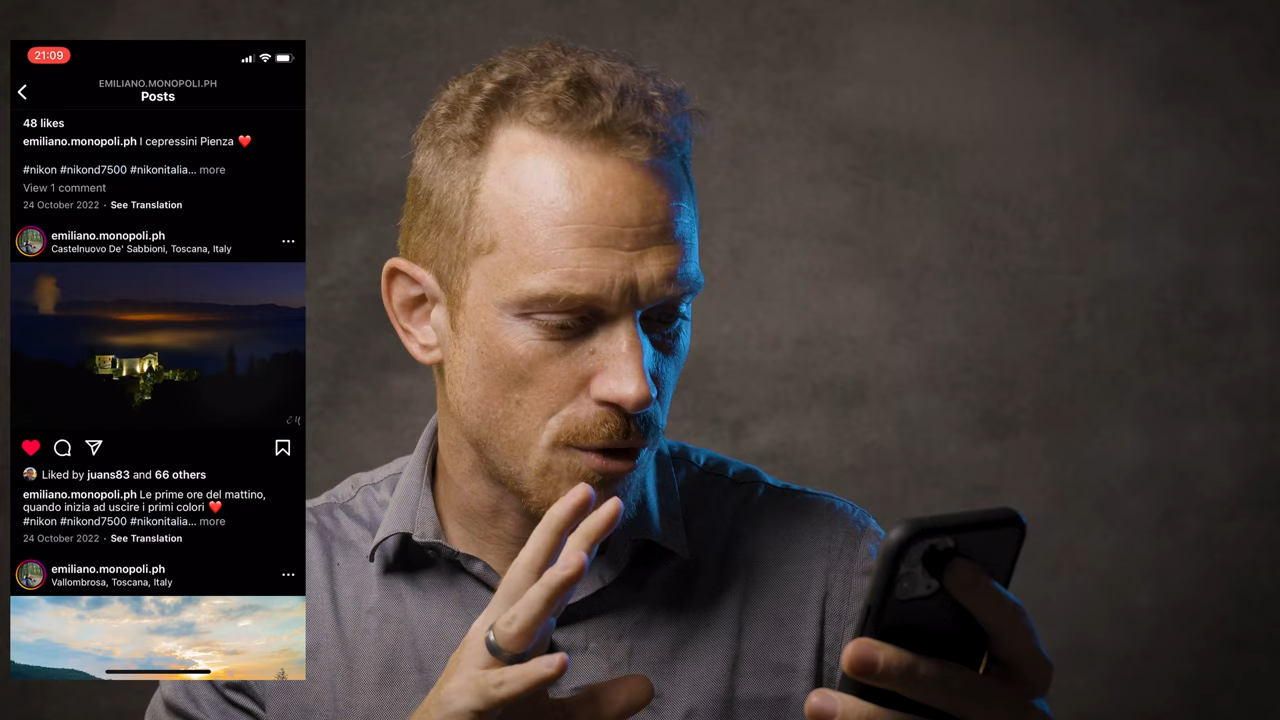 21:09
EMILIANO.MONOPOLI.PH
Posts
48 likes
emiliano.monopoli.ph I cepressini Pienza ❤️
#nikon #nikond7500 #nikonitalia... more
View 1 comment
24 October 2022 · See Translation
emiliano.monopoli.ph
Castelnuovo De' Sabbioni, Toscana, Italy
Liked by juans83 and 66 others
emiliano.monopoli.ph Le prime ore del mattino,
quando inizia ad uscire i primi colori ❤️
#nikon #nikond7500 #nikonitalia... more
24 October 2022 · See Translation
emiliano.monopoli.ph
Vallombrosa, Toscana, Italy